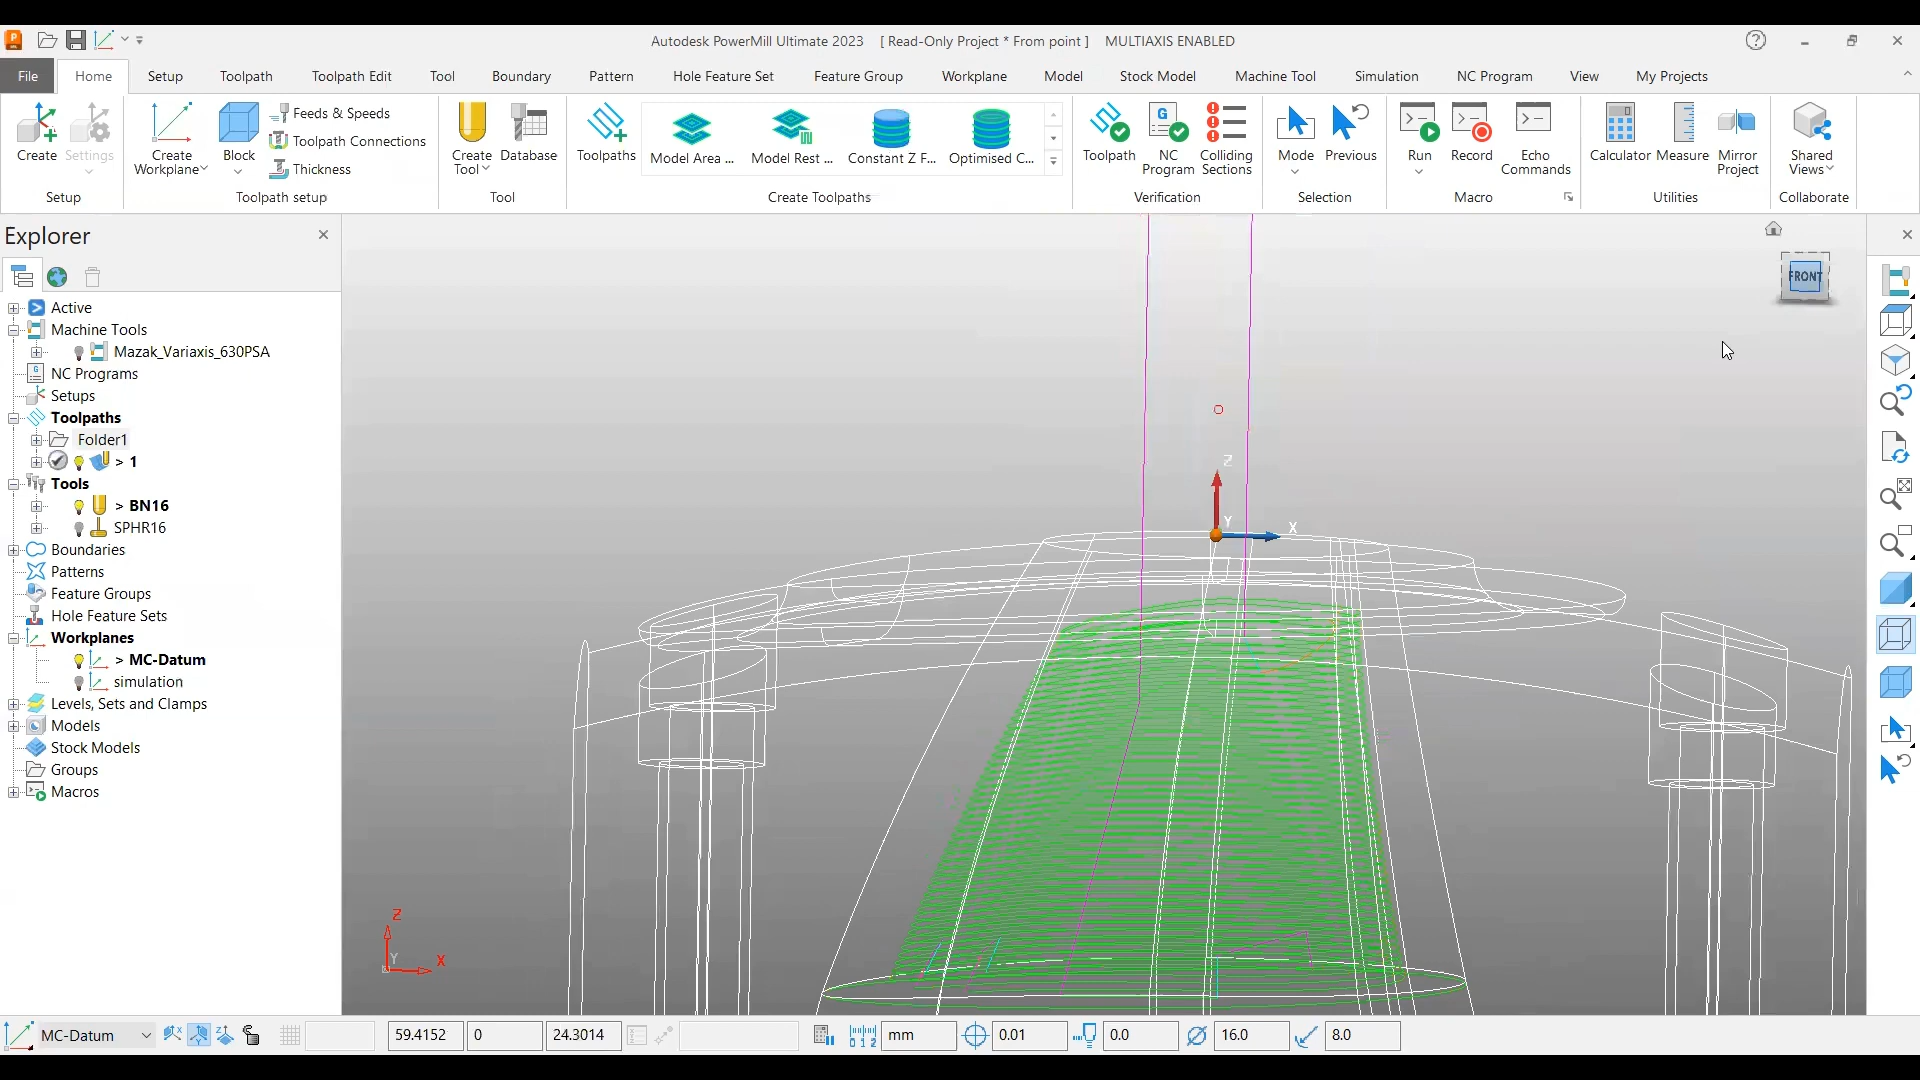 Autodesk PowerMill Ultimate 2023 [ Read-Only Project * From point ] MULTIAXIS ENABLED
File Home Setup Toolpath Toolpath Edit Tool Boundary Pattern Hole Feature Set Feature Group Workplane Model Stock Model Machine Tool Simulation NC Program View My Projects
Create
Settings
Setup
Create Workplane
Block
Feeds & Speeds
Toolpath Connections
Thickness
Toolpath setup
Create Tool
Database
Tool
Toolpaths
Model Area ...
Model Rest ...
Constant Z F...
Optimised C...
Create Toolpaths
Toolpath
NC Program
Colliding Sections
Verification
Mode
Previous
Selection
Run
Record
Echo Commands
Macro
Calculator
Measure
Mirror Project
Utilities
Shared Views
Collaborate
Explorer
Active
Machine Tools
Mazak_Variaxis_630PSA
NC Programs
Setups
Toolpaths
Folder1
> 1
Tools
> BN16
SPHR16
Boundaries
Patterns
Feature Groups
Hole Feature Sets
Workplanes
> MC-Datum
simulation
Levels, Sets and Clamps
Models
Stock Models
Groups
Macros
FRONT
Z
Y
X
Z
Y
X
MC-Datum 59.4152 0 24.3014 mm 0.01 0.0 16.0 8.0